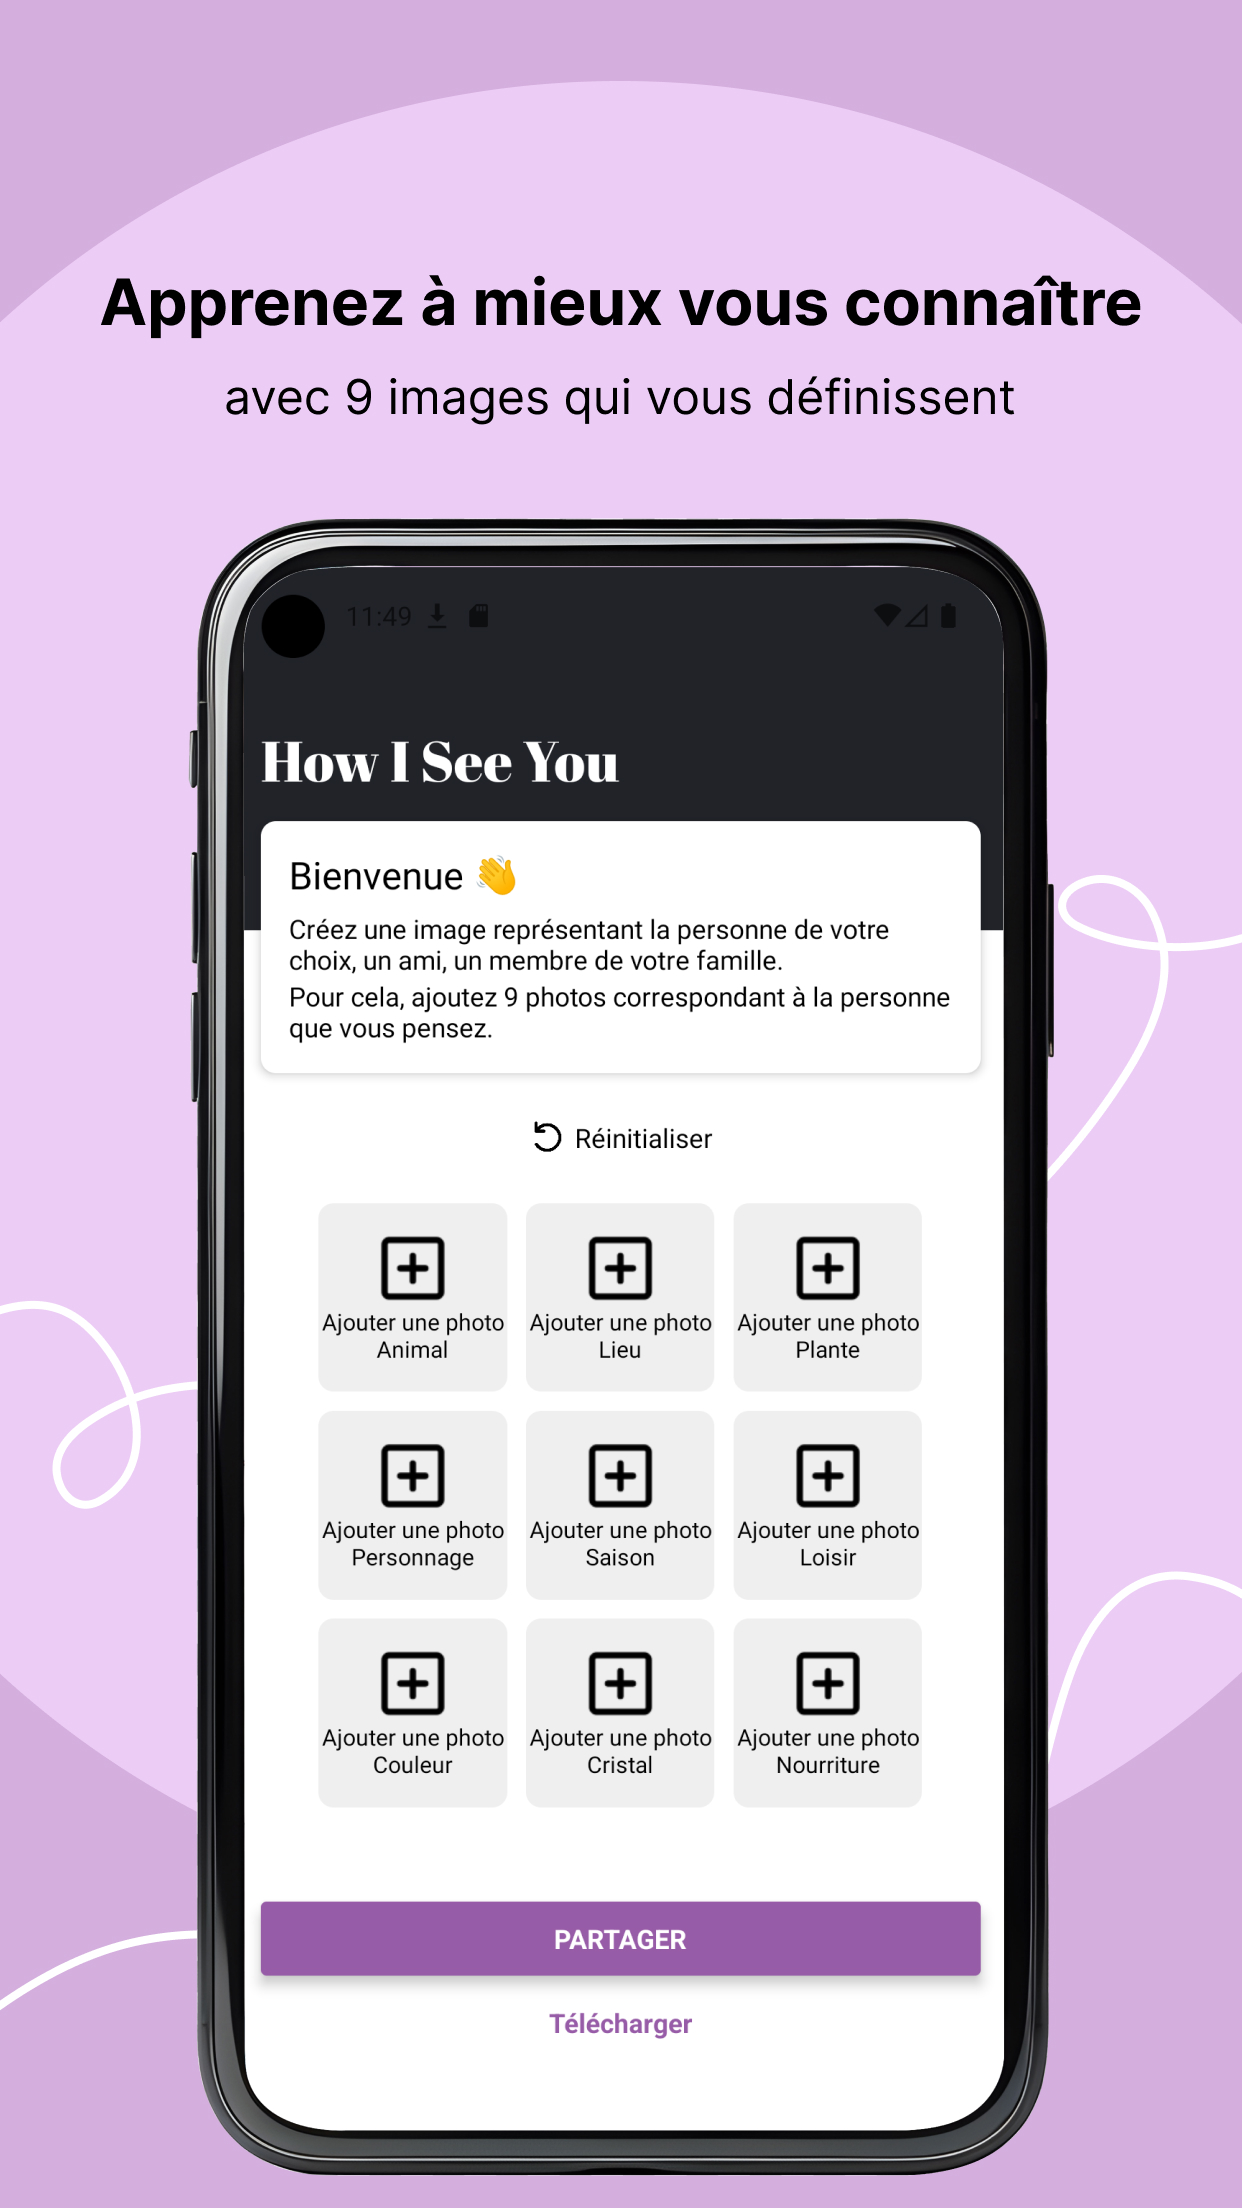 Apprenez à mieux vous connaître
avec 9 images qui vous définissent
11:49
How I See You
Bienvenue 👋
Créez une image représentant la personne de votre
choix, un ami, un membre de votre famille.
Pour cela, ajoutez 9 photos correspondant à la personne
que vous pensez.
Réinitialiser
Ajouter une photo
Animal
Ajouter une photo
Lieu
Ajouter une photo
Plante
Ajouter une photo
Personnage
Ajouter une photo
Saison
Ajouter une photo
Loisir
Ajouter une photo
Couleur
Ajouter une photo
Cristal
Ajouter une photo
Nourriture
PARTAGER
Télécharger